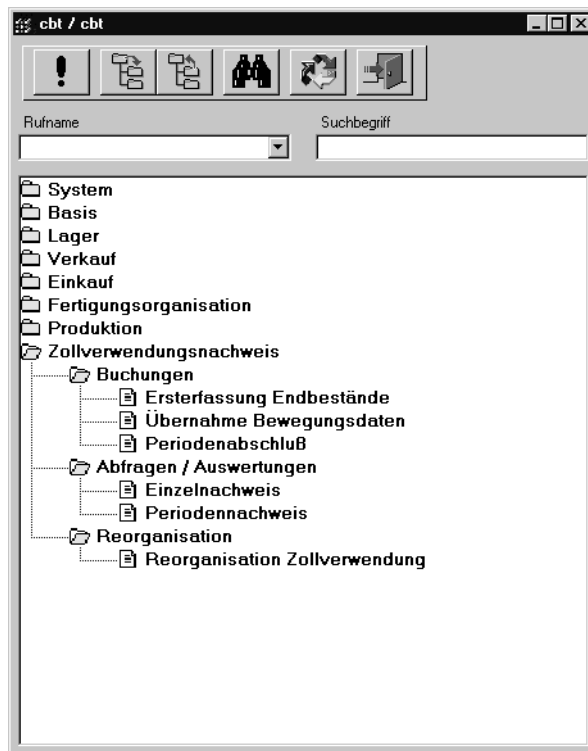 cbt / cbt
Rufname Suchbegriff
System
Basis
Lager
Verkauf
Einkauf
Fertigungsorganisation
Produktion
Zollverwendungsnachweis
Buchungen
Ersterfassung Endbestände
Übernahme Bewegungsdaten
Periodenabschluß
Abfragen / Auswertungen
Einzelnachweis
Periodennachweis
Reorganisation
Reorganisation Zollverwendung